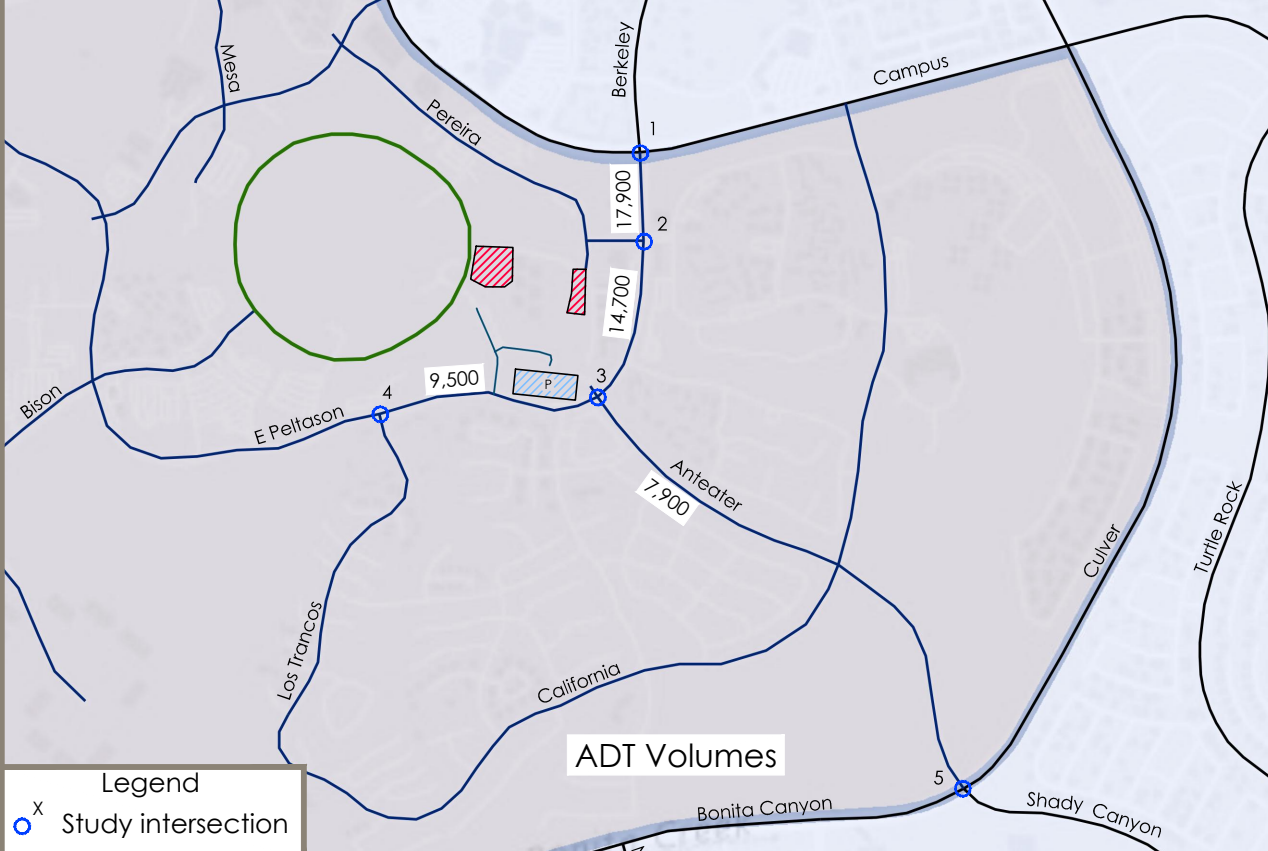 Mesa
Berkeley
Campus
Pereira
1
17,900
2
14,700
3
P
9,500
4
Bison
E Peltason
Anteater
7,900
Culver
Turtle Rock
Los Trancos
California
ADT Volumes
5
Bonita Canyon
Shady Canyon
Legend
X
Study intersection